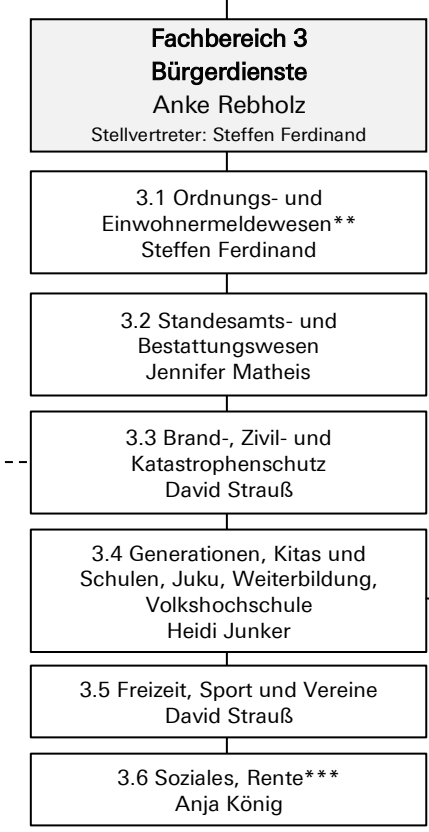 Fachbereich 3
Bürgerdienste
Anke Rebholz
Stellvertreter: Steffen Ferdinand
3.1 Ordnungs- und
Einwohnermeldewesen**
Steffen Ferdinand
3.2 Standesamts- und
Bestattungswesen
Jennifer Matheis
3.3 Brand-, Zivil- und
Katastrophenschutz
David Strauß
3.4 Generationen, Kitas und
Schulen, Juku, Weiterbildung,
Volkshochschule
Heidi Junker
3.5 Freizeit, Sport und Vereine
David Strauß
3.6 Soziales, Rente***
Anja König